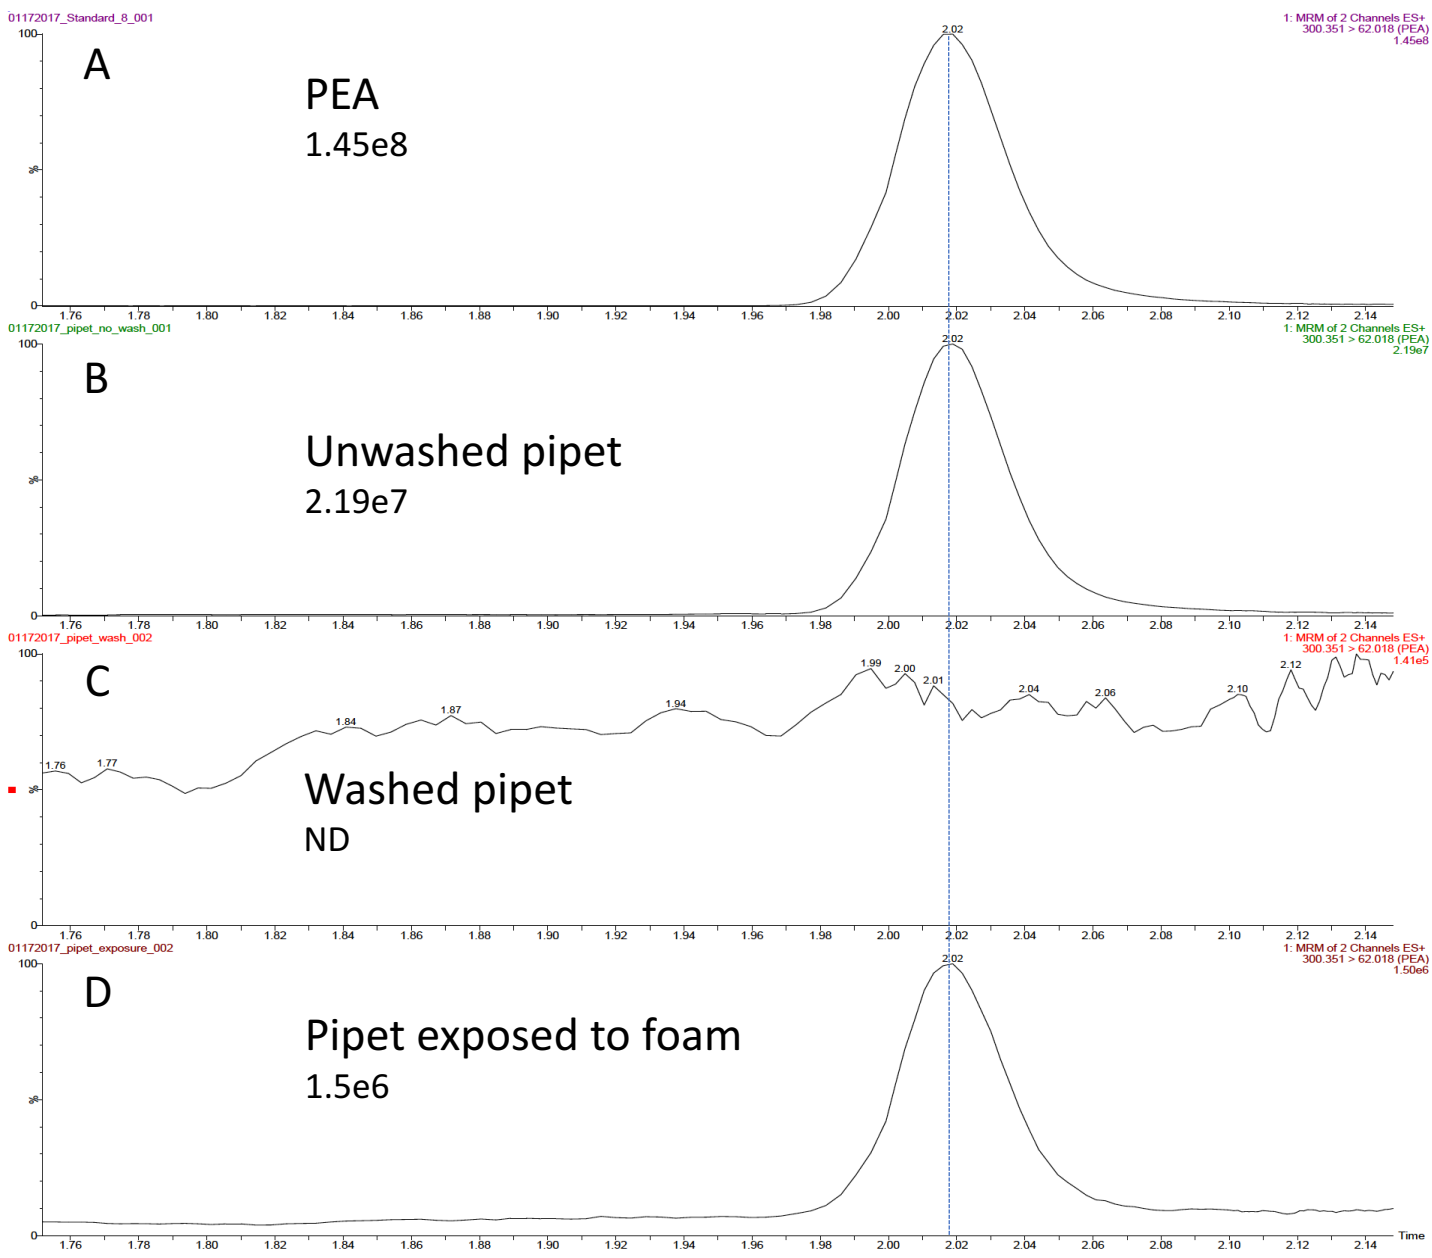 01172017_Standard_8_001
1: MRM of 2 Channels ES+
300.351 > 62.018 (PEA)
1.45e8
100
2.02
A
PEA
1.45e8
%
0
1.76 1.78 1.80 1.82 1.84 1.86 1.88 1.90 1.92 1.94 1.96 1.98 2.00 2.02 2.04 2.06 2.08 2.10 2.12 2.14
01172017_pipet_no_wash_001
1: MRM of 2 Channels ES+
300.351 > 62.018 (PEA)
2.19e7
100
2.02
B
Unwashed pipet
2.19e7
%
0
1.76 1.78 1.80 1.82 1.84 1.86 1.88 1.90 1.92 1.94 1.96 1.98 2.00 2.02 2.04 2.06 2.08 2.10 2.12 2.14
01172017_pipet_wash_002
1: MRM of 2 Channels ES+
300.351 > 62.018 (PEA)
1.41e5
100
C
1.76 1.77 1.84 1.87 1.94 1.99 2.00 2.01 2.04 2.06 2.10 2.12
Washed pipet
ND
%
0
1.76 1.78 1.80 1.82 1.84 1.86 1.88 1.90 1.92 1.94 1.96 1.98 2.00 2.02 2.04 2.06 2.08 2.10 2.12 2.14
01172017_pipet_exposure_002
1: MRM of 2 Channels ES+
300.351 > 62.018 (PEA)
1.50e6
100
2.02
D
Pipet exposed to foam
1.5e6
%
0
1.76 1.78 1.80 1.82 1.84 1.86 1.88 1.90 1.92 1.94 1.96 1.98 2.00 2.02 2.04 2.06 2.08 2.10 2.12 2.14
Time